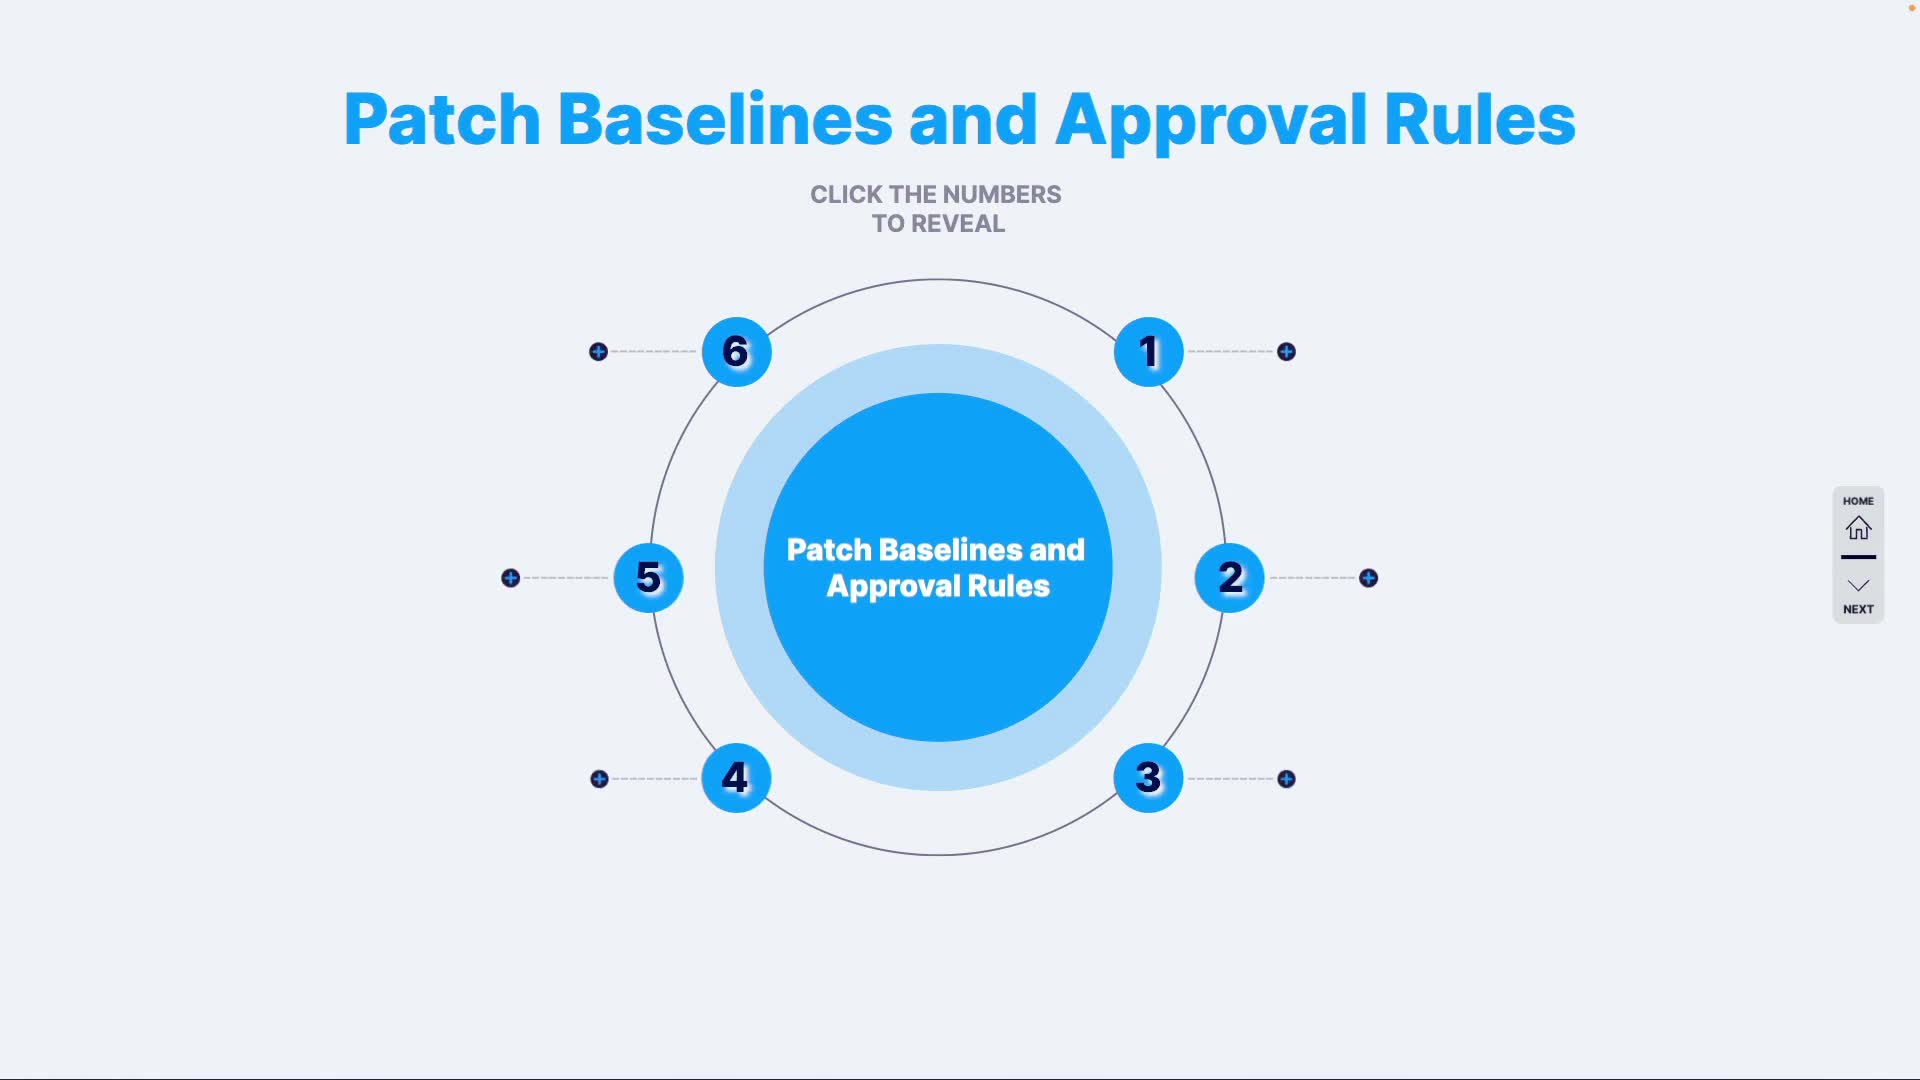 Patch Baselines and Approval Rules
CLICK THE NUMBERS
TO REVEAL
6
1
Patch Baselines and
Approval Rules
5
2
4
3
HOME
NEXT